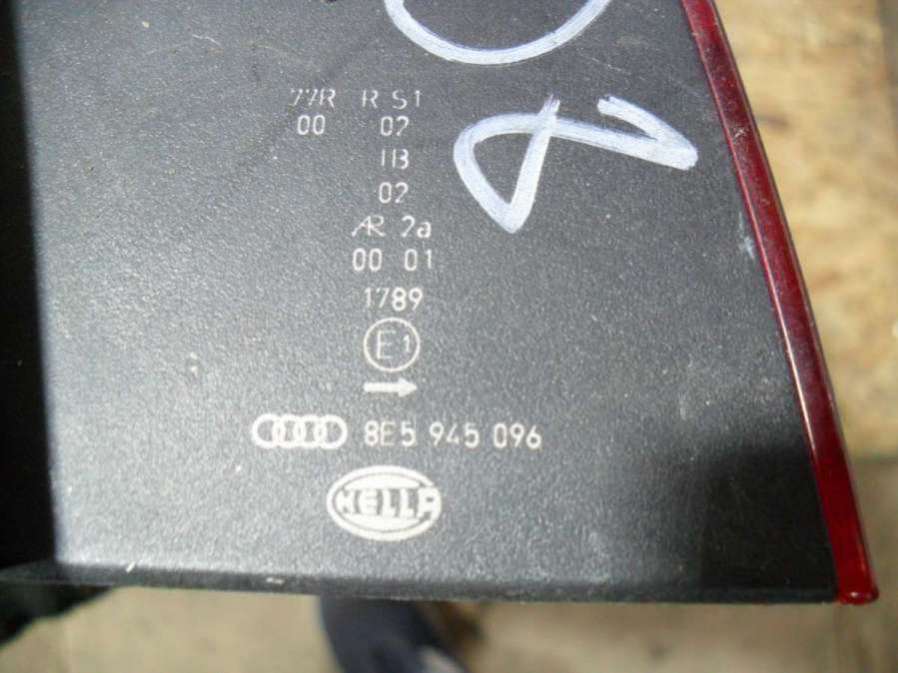 77R R S1
00 02
IB
02
AR 2a
00 01
1789
E1
8E5 945 096
HELLA